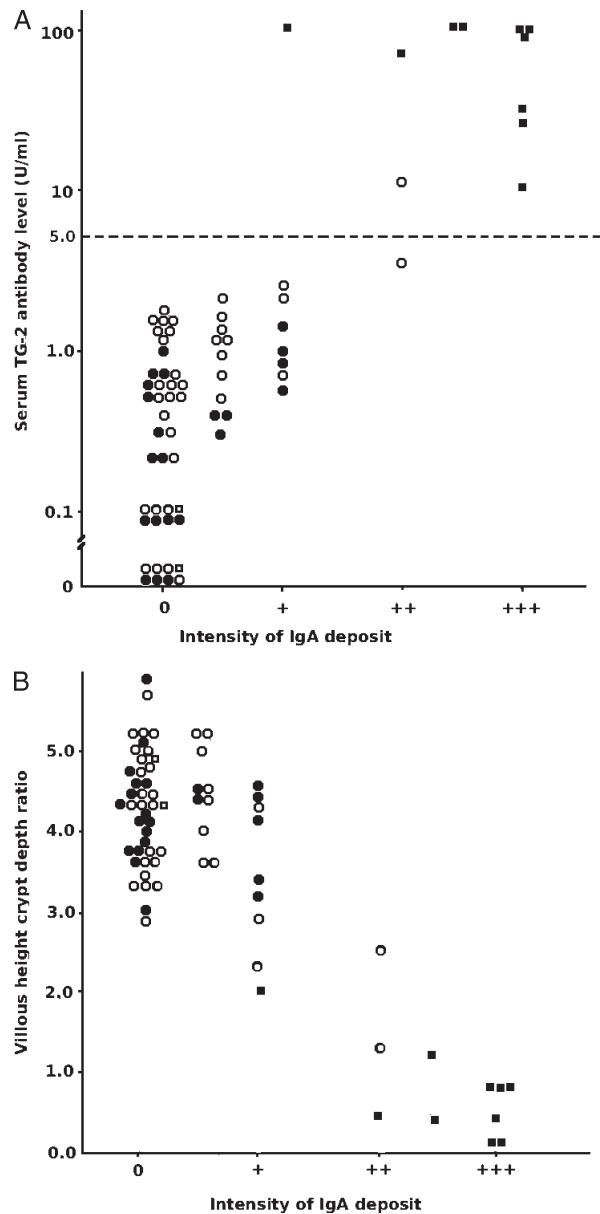 A
Serum TG-2 antibody level (U/ml)
100
10
5.0
1.0
0.1
0
0 + ++ +++
Intensity of IgA deposit
B
Villous height crypt depth ratio
5.0
4.0
3.0
2.0
1.0
0.0
0 + ++ +++
Intensity of IgA deposit